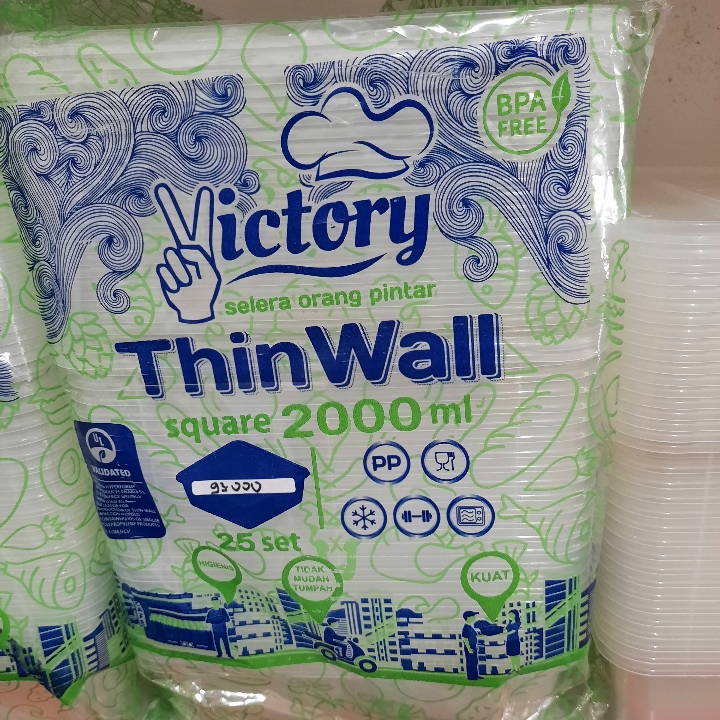 BPA
FREE
Victory
selera orang pintar
ThinWall
square 2000 ml
UL
VALIDATED
PP
25 set
HIGIENIS
TIDAK
MUDAH
TUMPAH
KUAT